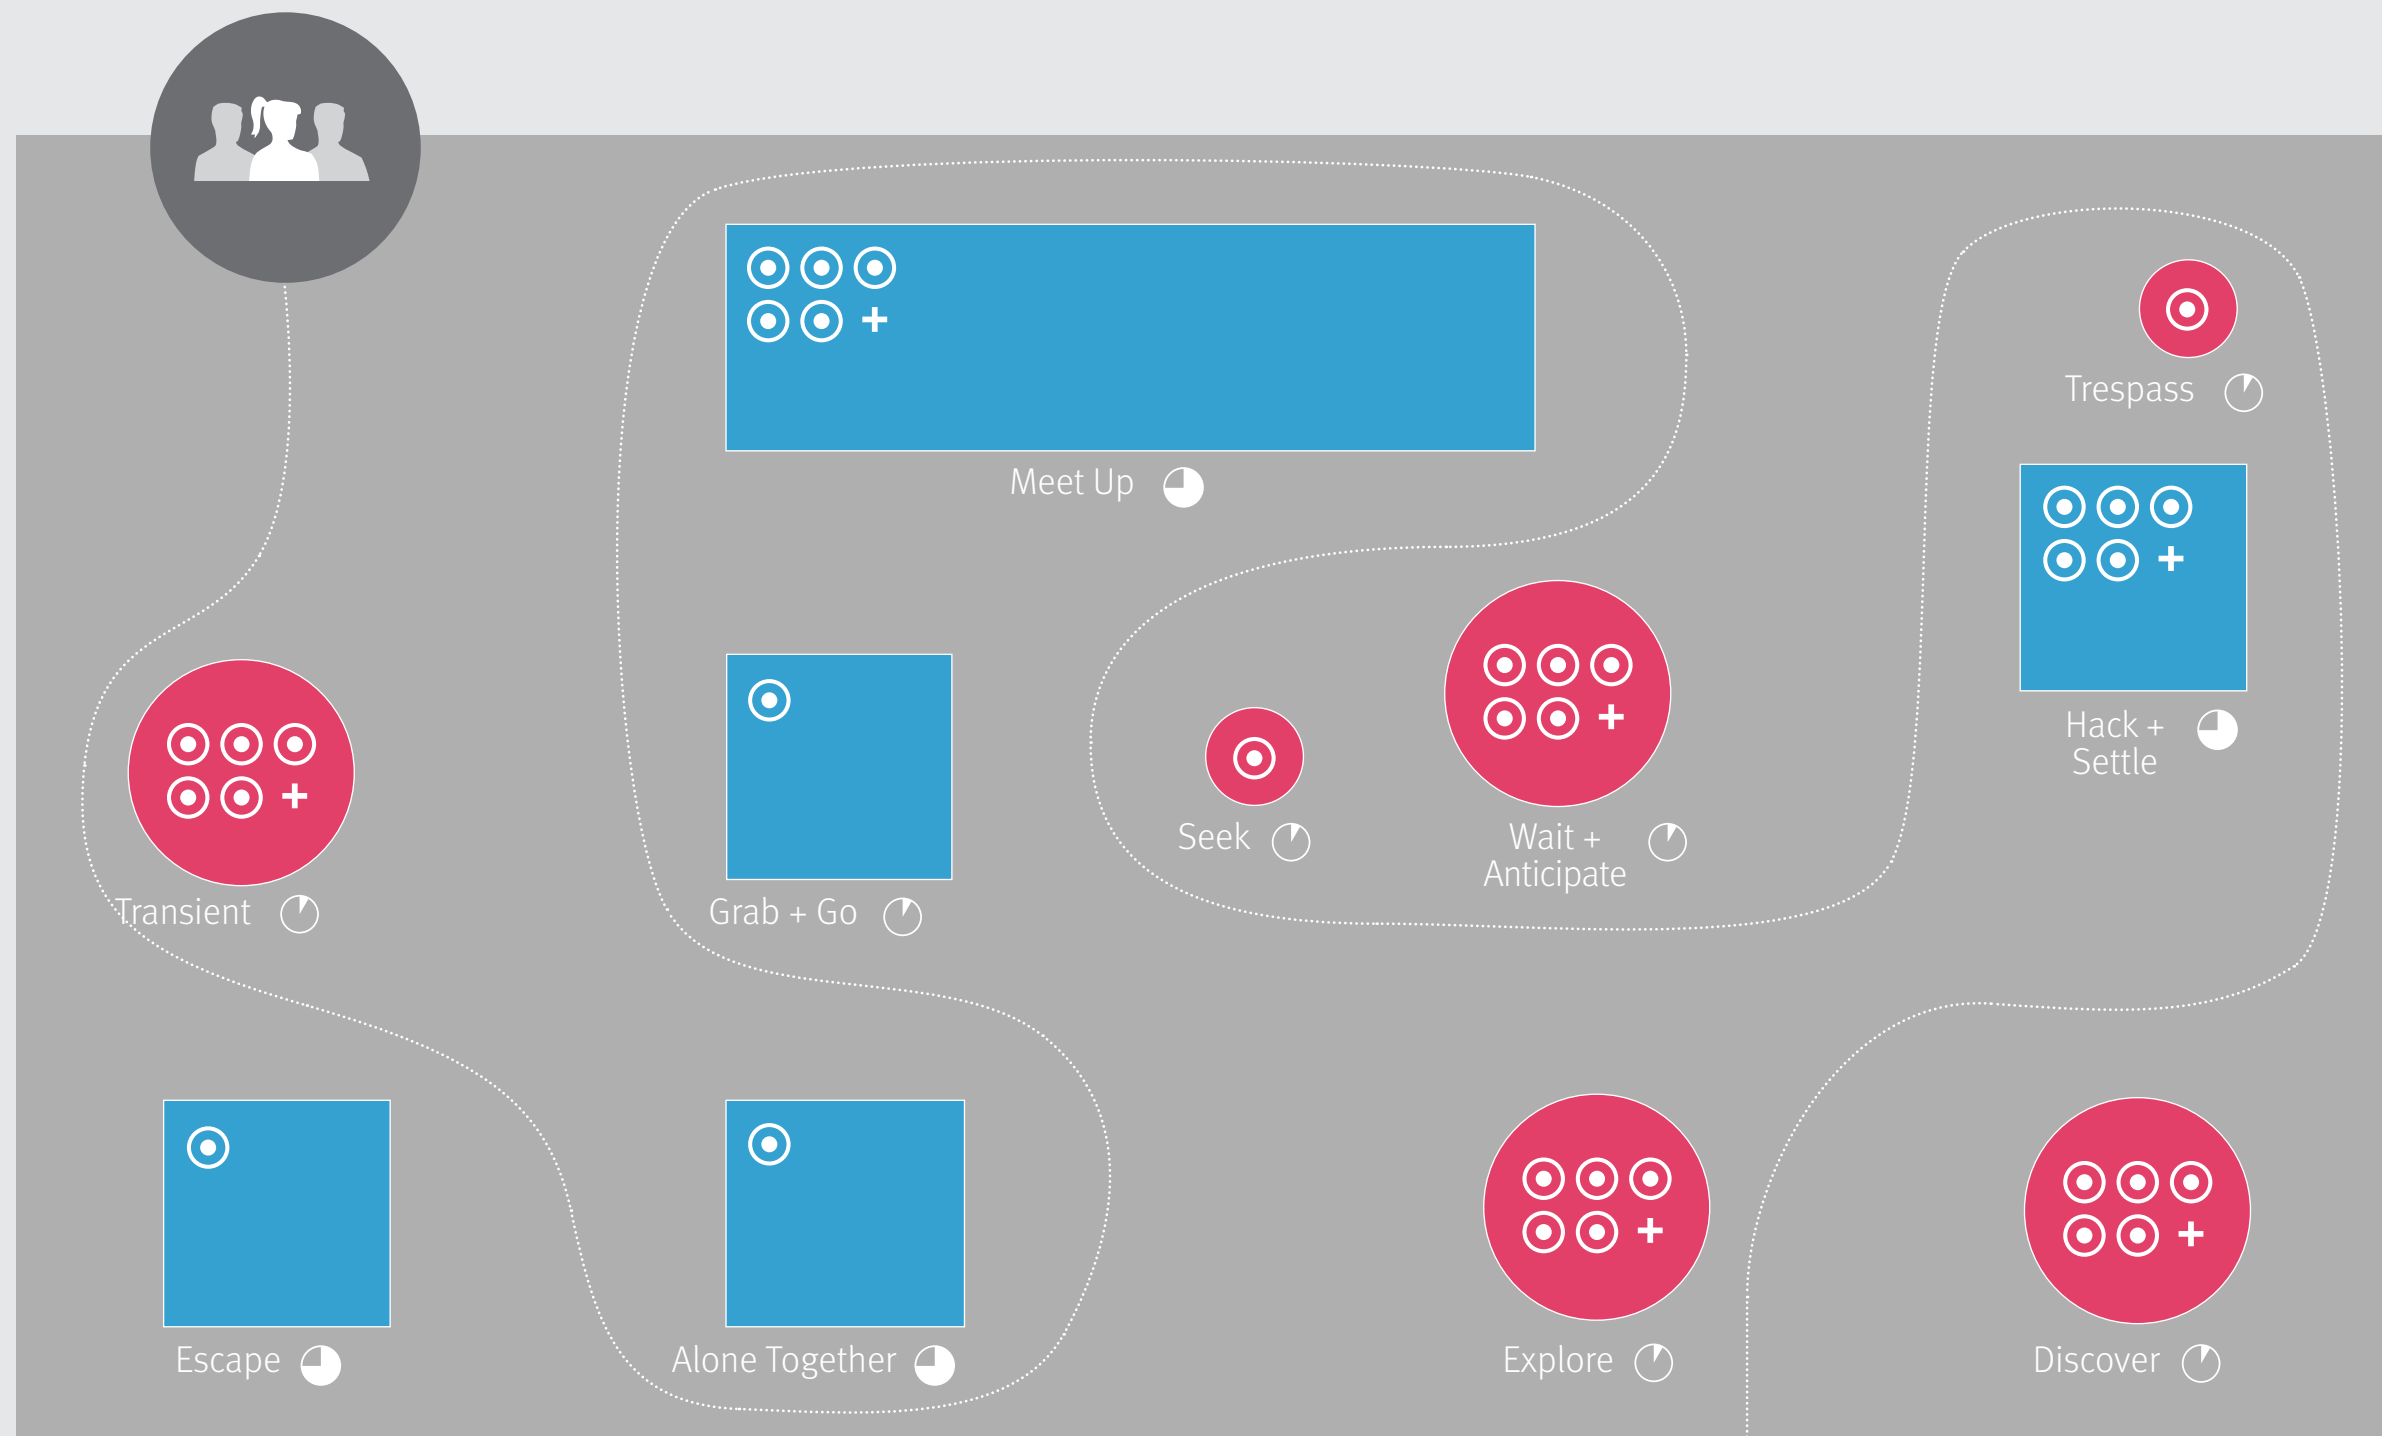 Trespass
Meet Up
Hack +
Settle
Seek
Wait +
Anticipate
Transient
Grab + Go
Escape
Alone Together
Explore
Discover